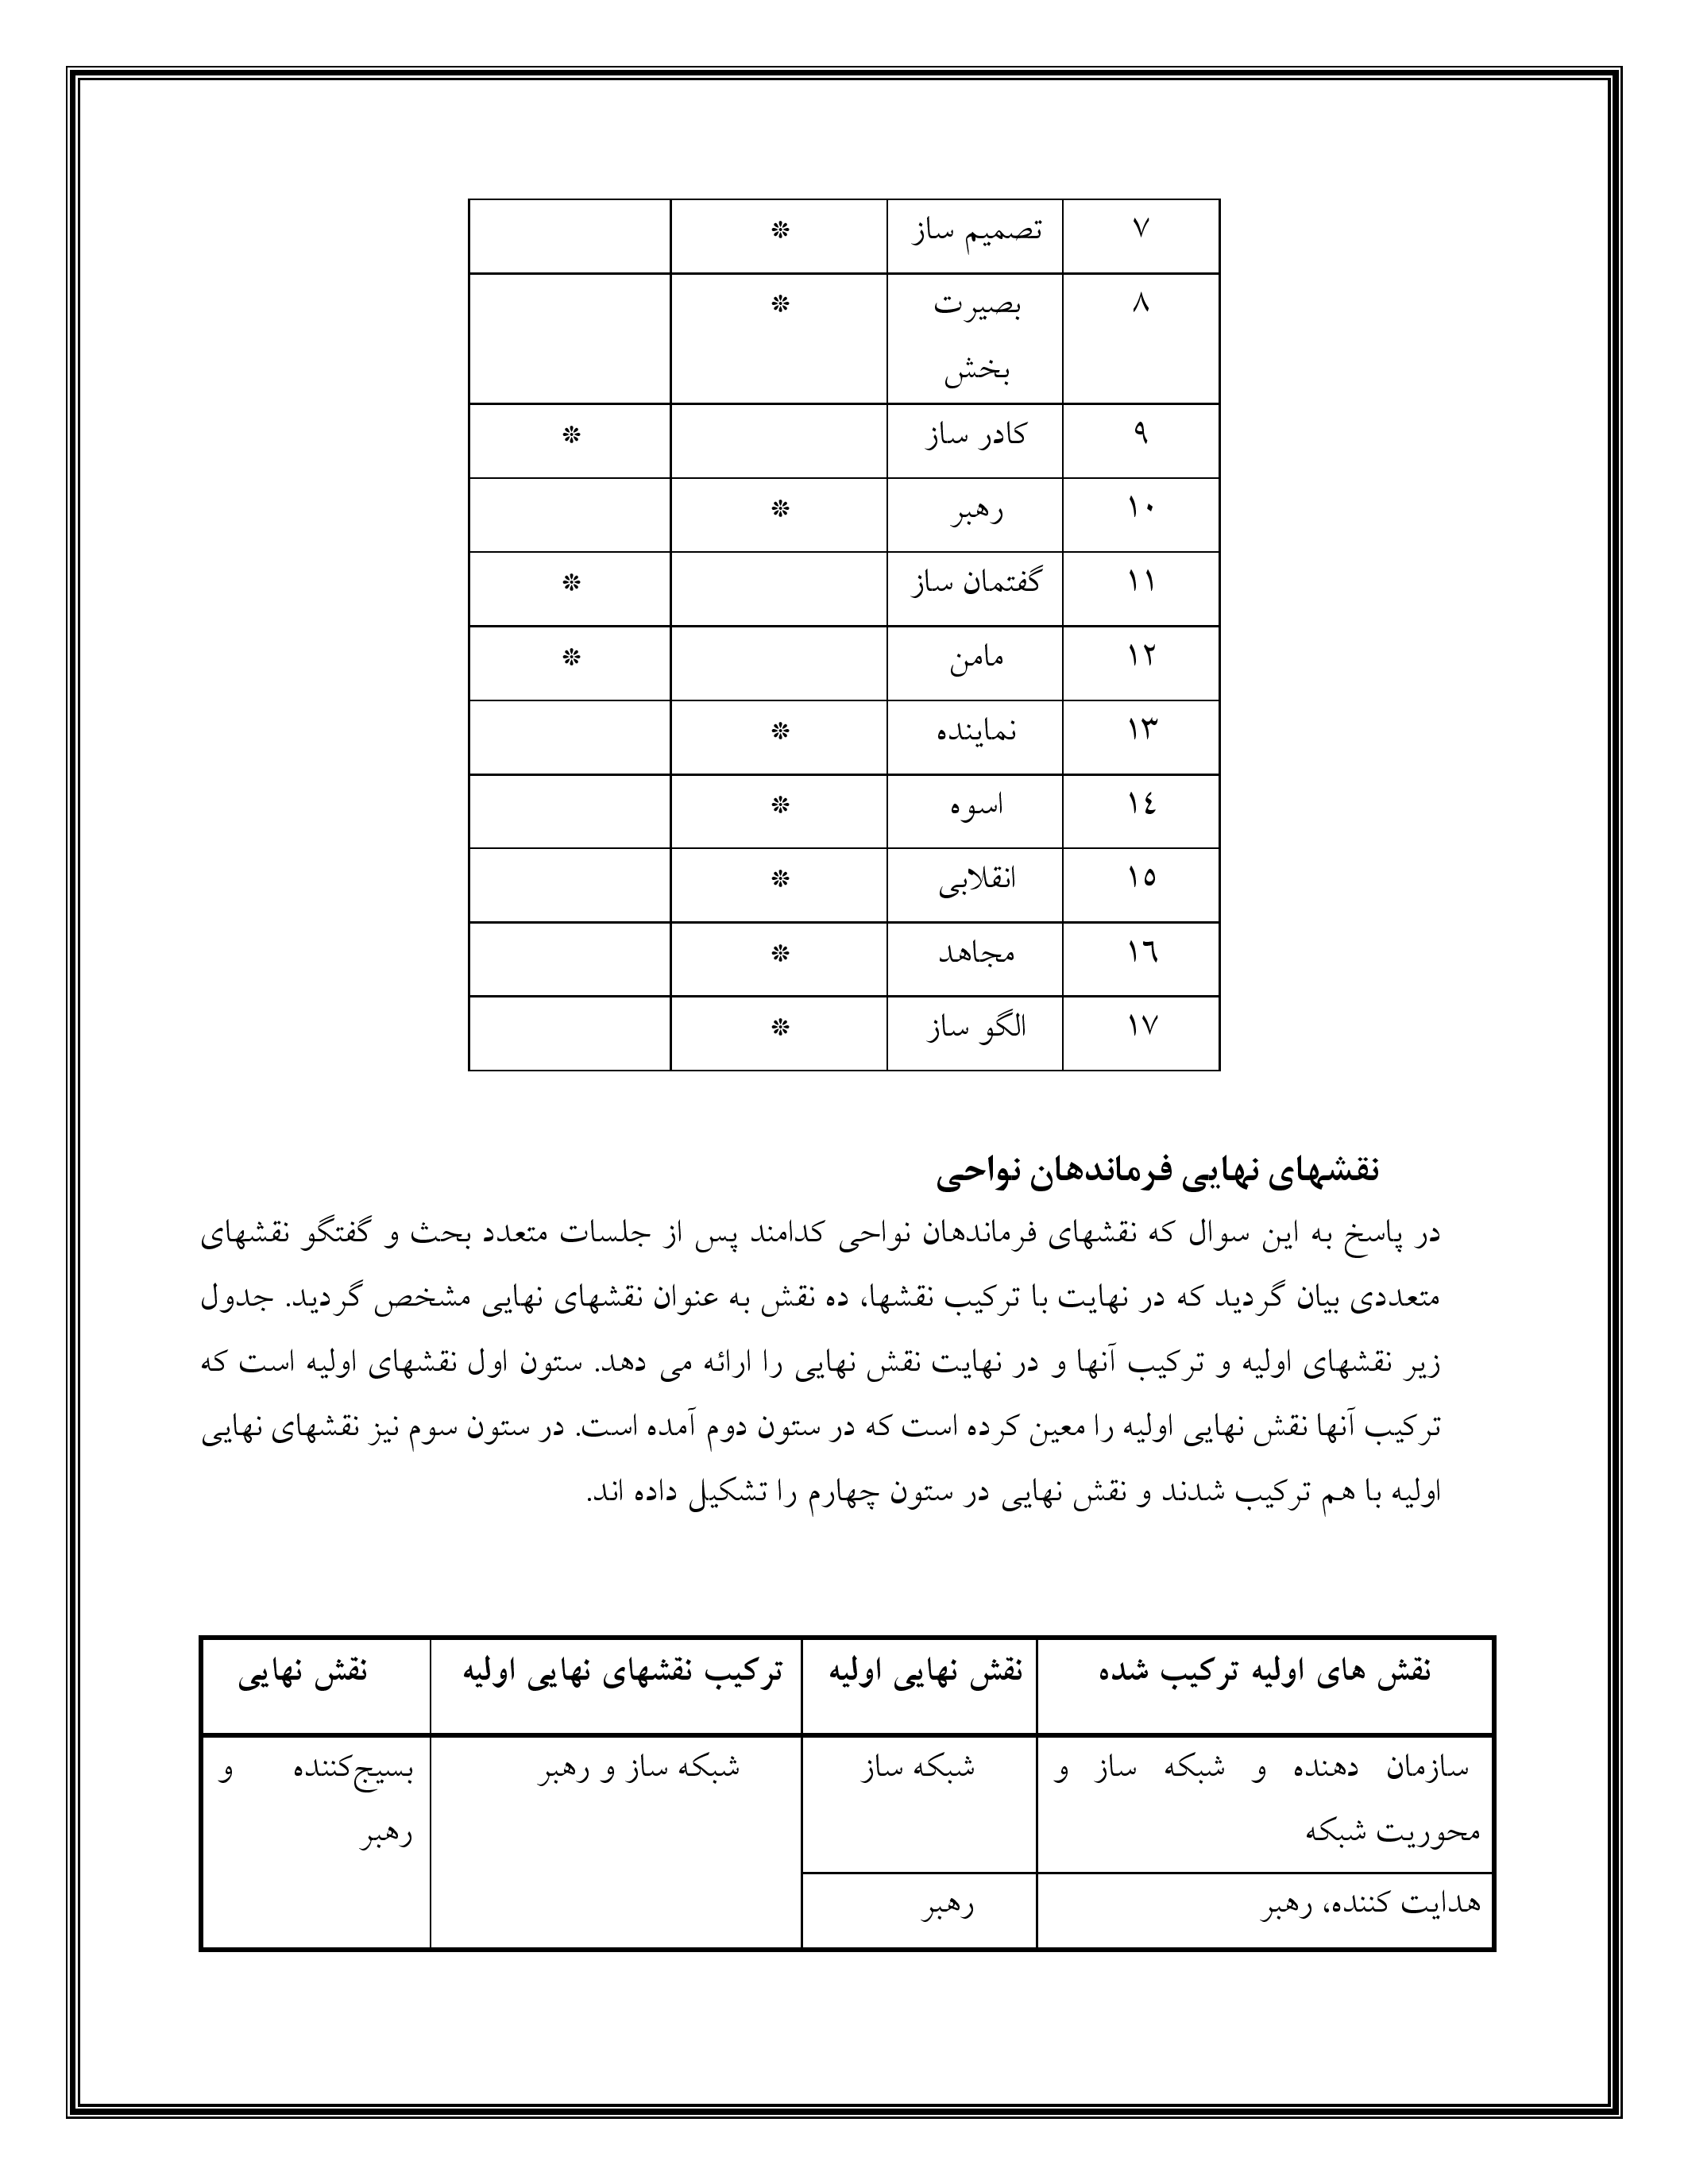 ۷ تصمیم ساز ❊
۸ بصیرت ❊
بخش
۹ کادر ساز ❊
۱۰ رهبر ❊
۱۱ گفتمان ساز ❊
۱۲ مامن ❊
۱۳ نماینده ❊
۱٤ اسوه ❊
۱٥ انقلابی ❊
۱٦ مجاهد ❊
۱۷ الگو ساز ❊
نقشهای نهایی فرماندهان نواحی
در پاسخ به این سوال که نقشهای فرماندهان نواحی کدامند پس از جلسات متعدد بحث و گفتگو نقشهای
متعددی بیان گردید که در نهایت با ترکیب نقشها، ده نقش به عنوان نقشهای نهایی مشخص گردید. جدول
زیر نقشهای اولیه و ترکیب آنها و در نهایت نقش نهایی را ارائه می دهد. ستون اول نقشهای اولیه است که
ترکیب آنها نقش نهایی اولیه را معین کرده است که در ستون دوم آمده است. در ستون سوم نیز نقشهای نهایی
اولیه با هم ترکیب شدند و نقش نهایی در ستون چهارم را تشکیل داده اند.
نقش های اولیه ترکیب شده نقش نهایی اولیه ترکیب نقشهای نهایی اولیه نقش نهایی
سازمان دهنده و شبکه ساز و شبکه ساز شبکه ساز و رهبر بسیج‌کننده و
محوریت شبکه رهبر
هدایت کننده، رهبر رهبر